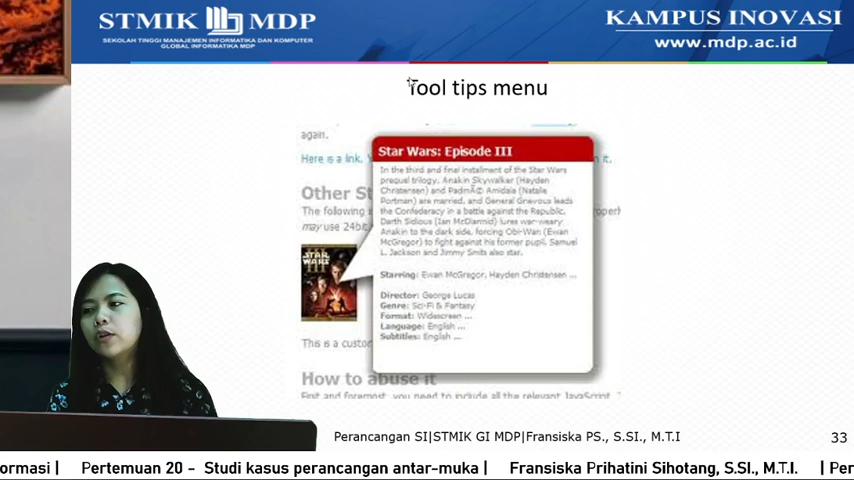 STMIK MDP
SEKOLAH TINGGI MANAJEMEN INFORMATIKA DAN KOMPUTER
GLOBAL INFORMATIKA MDP
KAMPUS INOVASI
www.mdp.ac.id
Tool tips menu
again.
Here is a link. Y
n it.
Star Wars: Episode III
In the third and final installment of the Star Wars
prequel trilogy, Anakin Skywalker (Hayden
Christensen) and PadmÃ© Amidala (Natalie
Portman) are married, and General Grievous leads
the Confederacy in a battle against the Republic.
Darth Sidious (Ian McDiarmid) lures war-weary
Anakin to the dark side, forcing Obi-Wan (Ewan
McGregor) to fight against his former pupil. Samuel
L. Jackson and Jimmy Smits also star.
Starring: Ewan McGregor, Hayden Christensen ...
Director: George Lucas
Genre: Sci-Fi & Fantasy
Format: Widescreen ...
Language: English ...
Subtitles: English ...
Other St
The following i
roperl
may use 24bit
STAR WARS III
This is a custo
How to abuse it
First and foremost, you need to include all the relevant JavaScript.
Perancangan SI|STMIK GI MDP|Fransiska PS., S.SI., M.T.I
33
ormasi | Pertemuan 20 - Studi kasus perancangan antar-muka | Fransiska Prihatini Sihotang, S.SI., M.T.I. | Per